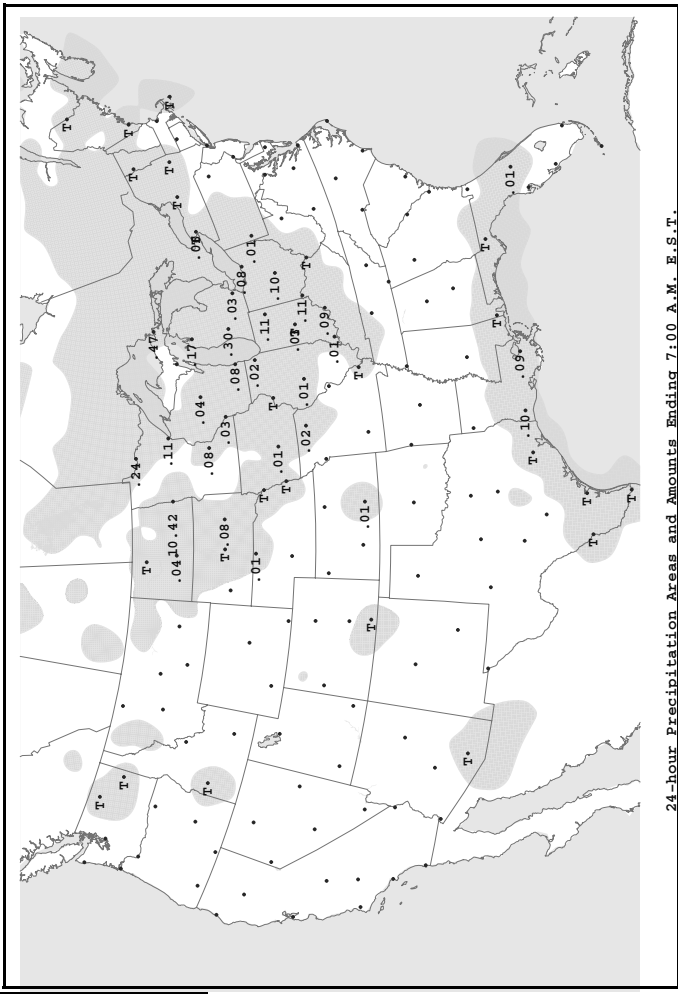 T
T
T
T
T
.24
T
.47
.11
T
T
.04
.10
.42
T
.17
.04
T
.08
.03
T
.08
.30
.03
.08
.08
.01
.02
.01
T
.11
T
.10
.01
T
.02
.01
.11
T
.09
.01
T
.01
T
T
T
T
.01
.09
.10
T
T
T
T
24-hour Precipitation Areas and Amounts Ending 7:00 A.M. E.S.T.